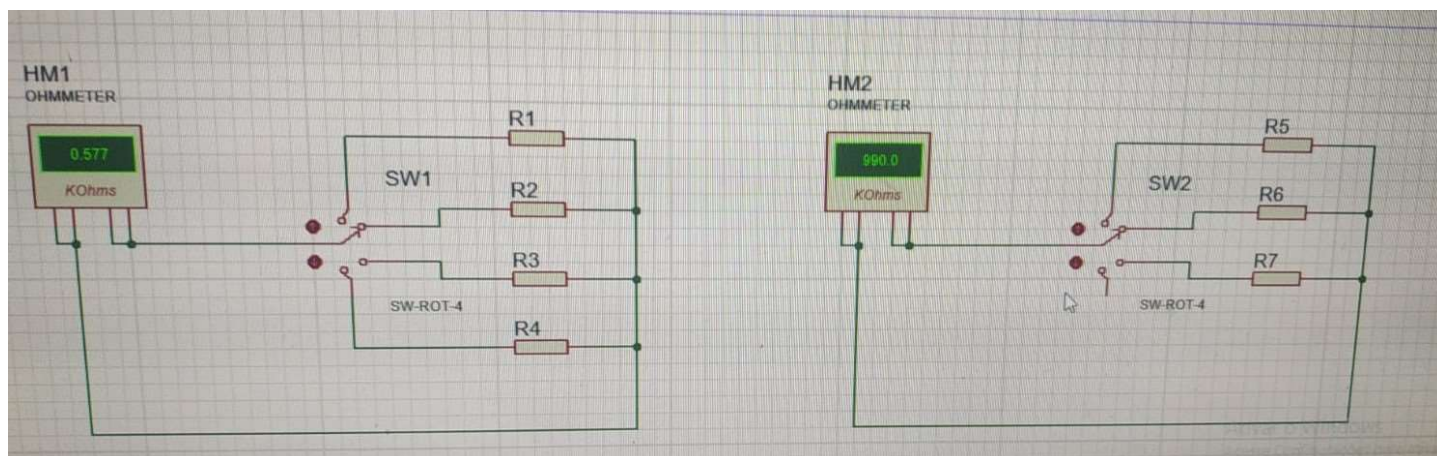 HM1
OHMMETER
0.577
KOhms
R1
SW1
R2
R3
SW-ROT-4
R4
HM2
OHMMETER
990.0
KOhms
R5
SW2
R6
R7
SW-ROT-4